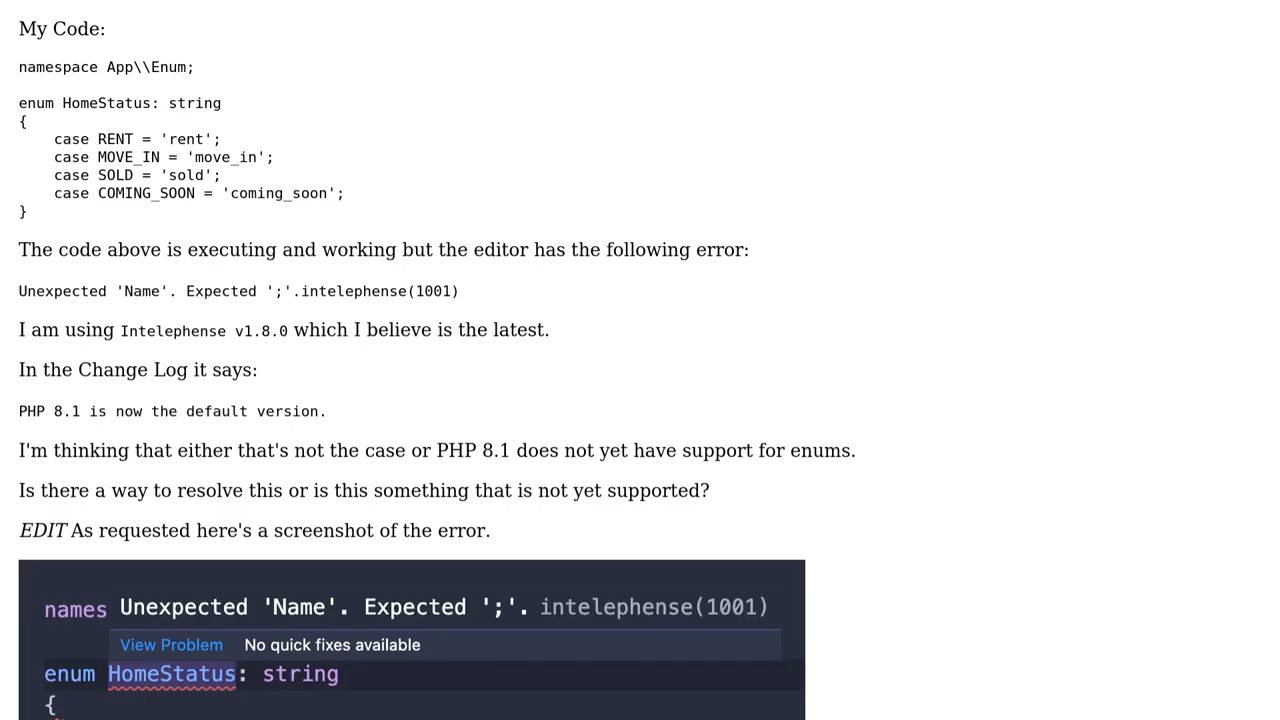 My Code:
namespace App\\Enum;
enum HomeStatus: string
{
    case RENT = 'rent';
    case MOVE_IN = 'move_in';
    case SOLD = 'sold';
    case COMING_SOON = 'coming_soon';
}
The code above is executing and working but the editor has the following error:
Unexpected 'Name'. Expected ';'.intelephense(1001)
I am using Intelephense v1.8.0 which I believe is the latest.
In the Change Log it says:
PHP 8.1 is now the default version.
I'm thinking that either that's not the case or PHP 8.1 does not yet have support for enums.
Is there a way to resolve this or is this something that is not yet supported?
EDIT As requested here's a screenshot of the error.
names Unexpected 'Name'. Expected ';'. intelephense(1001)
View Problem No quick fixes available
enum HomeStatus: string
{